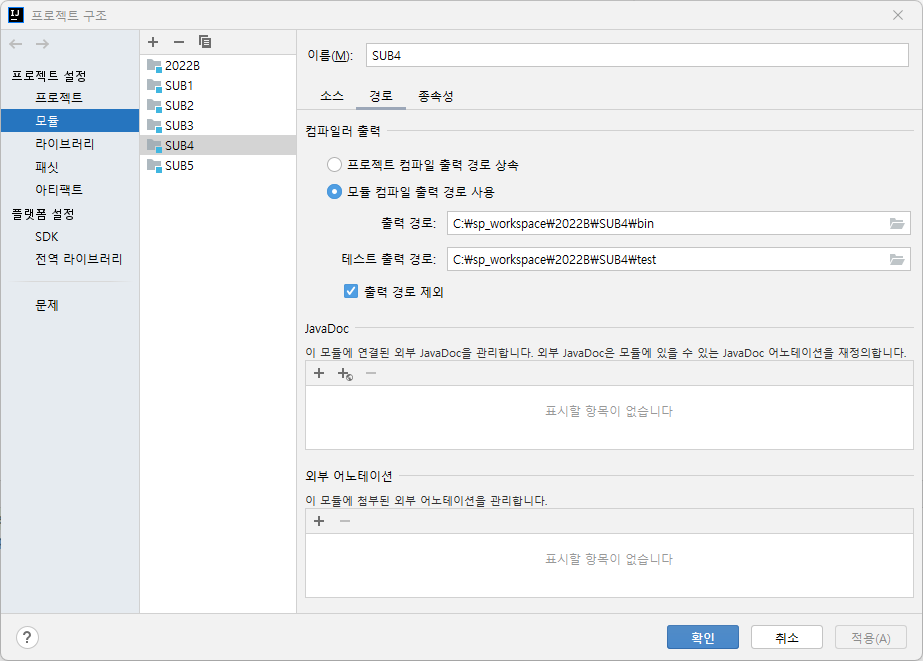 IJ 프로젝트 구조
프로젝트 설정
프로젝트
모듈
라이브러리
패싯
아티팩트
플랫폼 설정
SDK
전역 라이브러리
문제
2022B
SUB1
SUB2
SUB3
SUB4
SUB5
이름(M): SUB4
소스 경로 종속성
컴파일러 출력
프로젝트 컴파일 출력 경로 상속
모듈 컴파일 출력 경로 사용
출력 경로: C:₩sp_workspace₩2022B₩SUB4₩bin
테스트 출력 경로: C:₩sp_workspace₩2022B₩SUB4₩test
출력 경로 제외
JavaDoc
이 모듈에 연결된 외부 JavaDoc을 관리합니다. 외부 JavaDoc은 모듈에 있을 수 있는 JavaDoc 어노테이션을 재정의합니다.
표시할 항목이 없습니다
외부 어노테이션
이 모듈에 첨부된 외부 어노테이션을 관리합니다.
표시할 항목이 없습니다
? 확인 취소 적용(A)